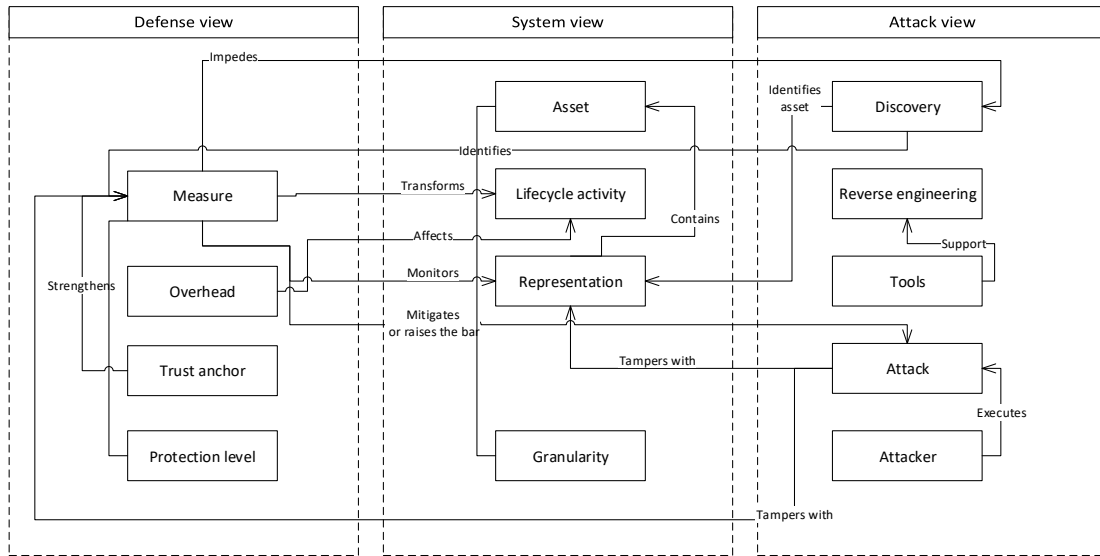 Defense view
System view
Attack view
Impedes
Identifies
asset
Asset
Discovery
Identifies
Measure
Transforms
Lifecycle activity
Reverse engineering
Contains
Affects
Support
Overhead
Strengthens
Monitors
Representation
Tools
Mitigates
or raises the bar
Trust anchor
Tampers with
Attack
Executes
Protection level
Granularity
Attacker
Tampers with